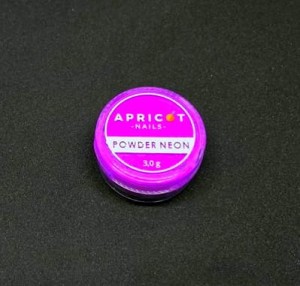 APRICOT
-NAILS-
POWDER NEON
3,0 g